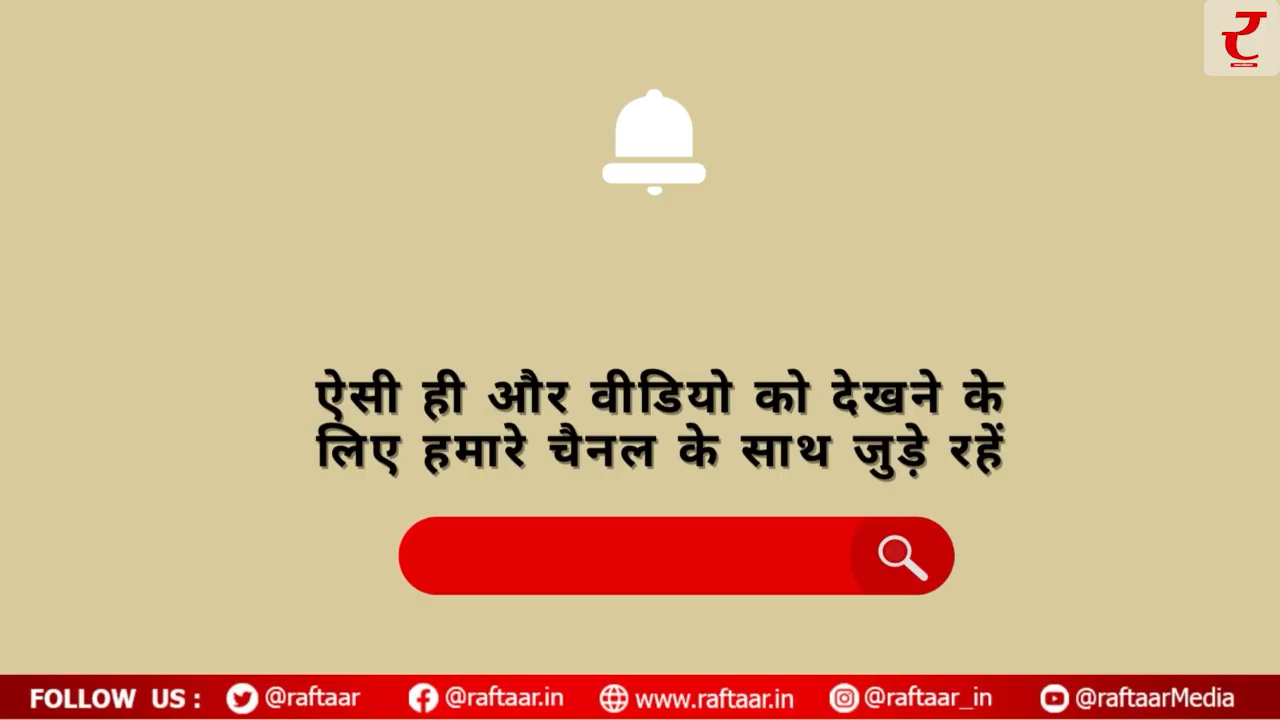 ऐसी ही और वीडियो को देखने के
लिए हमारे चैनल के साथ जुड़े रहें
FOLLOW US : @raftaar @raftaar.in www.raftaar.in @raftaar_in @raftaarMedia